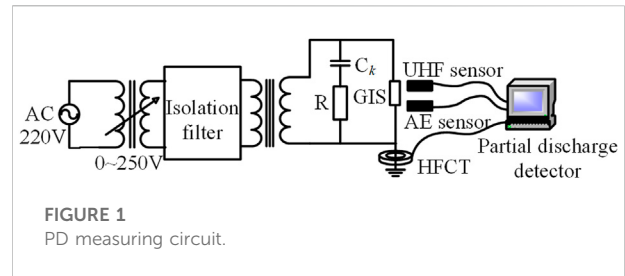 AC
220V
0~250V
Isolation
filter
C_k
R
GIS
UHF sensor
AE sensor
HFCT
Partial discharge
detector
FIGURE 1
PD measuring circuit.